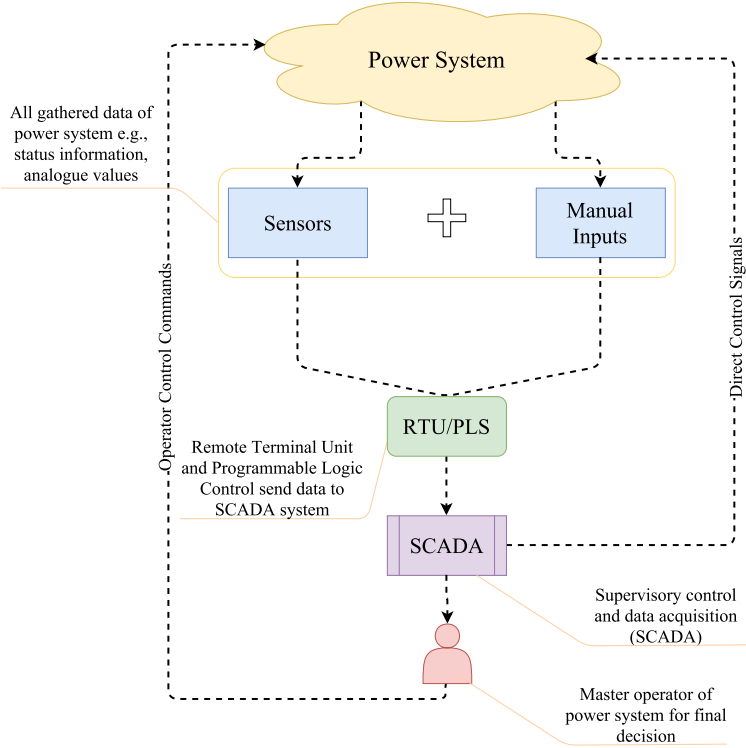 Power System
All gathered data of
power system e.g.,
status information,
analogue values
Sensors
Manual
Inputs
Operator Control Commands
Direct Control Signals
RTU/PLS
Remote Terminal Unit
and Programmable Logic
Control send data to
SCADA system
SCADA
Supervisory control
and data acquisition
(SCADA)
Master operator of
power system for final
decision